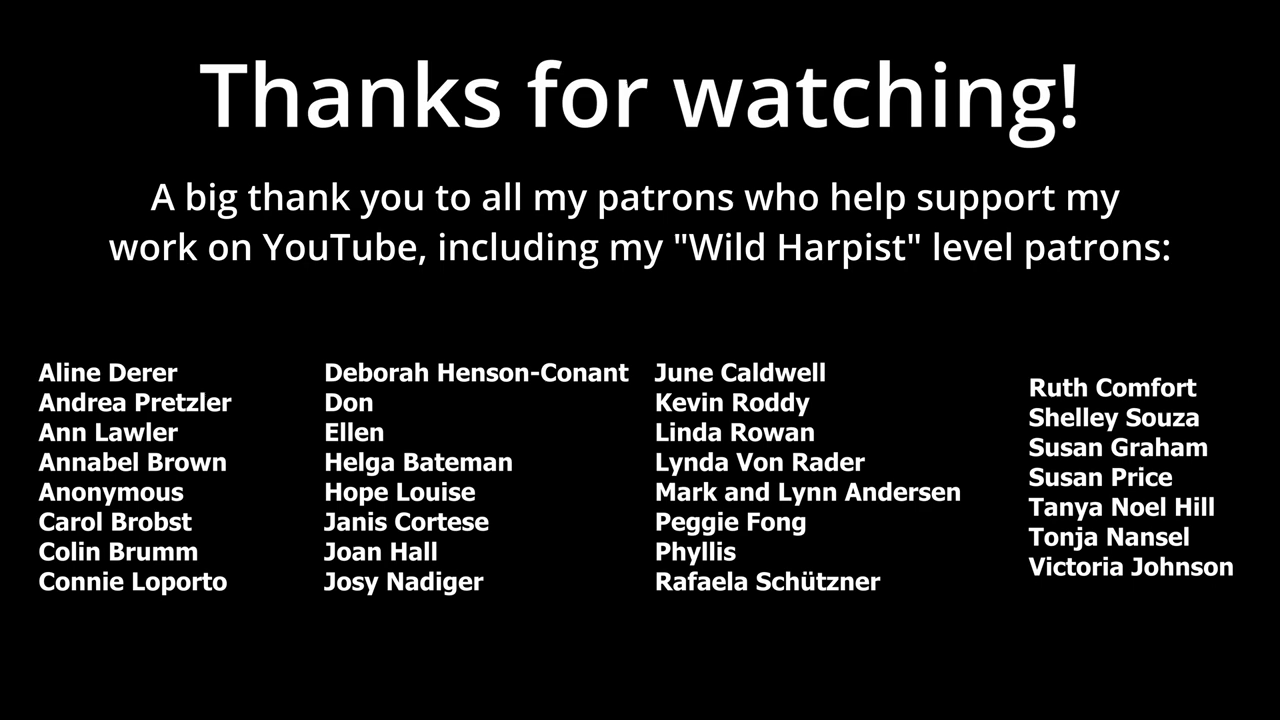 Thanks for watching!
A big thank you to all my patrons who help support my
work on YouTube, including my "Wild Harpist" level patrons:
Aline Derer
Andrea Pretzler
Ann Lawler
Annabel Brown
Anonymous
Carol Brobst
Colin Brumm
Connie Loporto
Deborah Henson-Conant
Don
Ellen
Helga Bateman
Hope Louise
Janis Cortese
Joan Hall
Josy Nadiger
June Caldwell
Kevin Roddy
Linda Rowan
Lynda Von Rader
Mark and Lynn Andersen
Peggie Fong
Phyllis
Rafaela Schützner
Ruth Comfort
Shelley Souza
Susan Graham
Susan Price
Tanya Noel Hill
Tonja Nansel
Victoria Johnson